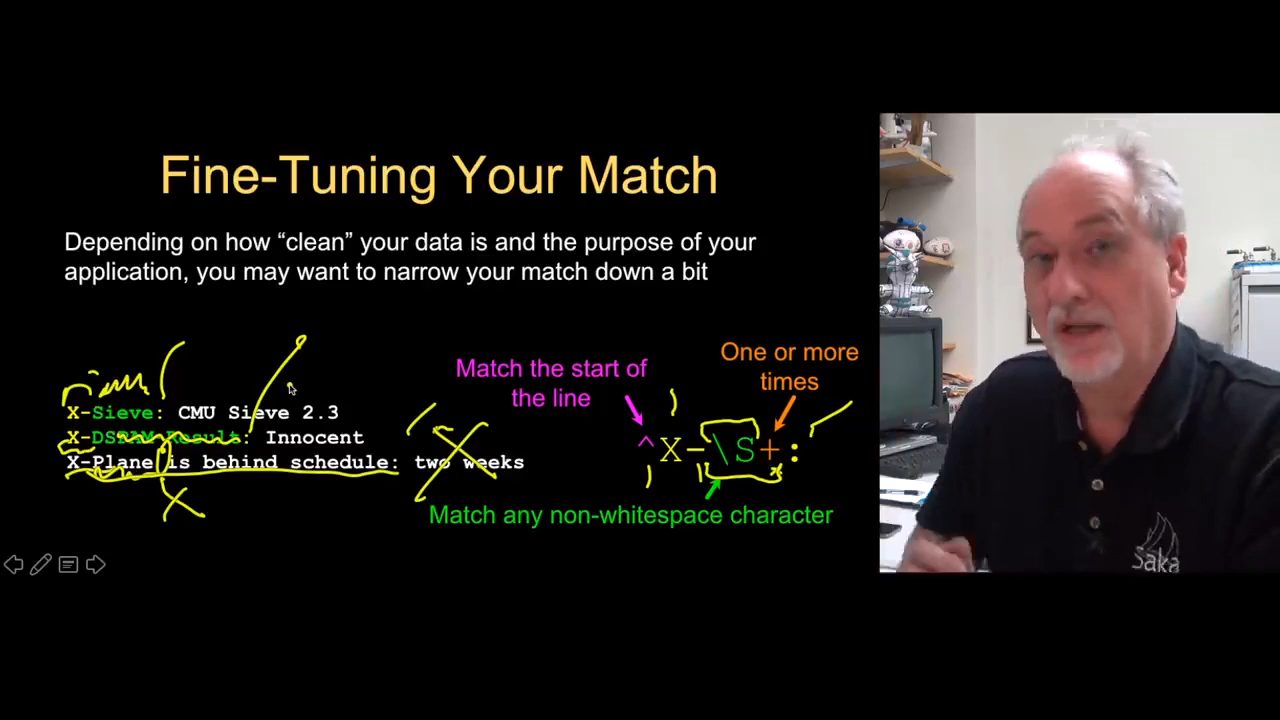 Fine-Tuning Your Match
Depending on how “clean” your data is and the purpose of your
application, you may want to narrow your match down a bit
X-Sieve: CMU Sieve 2.3
X-DSPAM Result: Innocent
X-Plane is behind schedule: two weeks
Match the start of
the line
One or more
times
^X-\S+:
Match any non-whitespace character
Saka